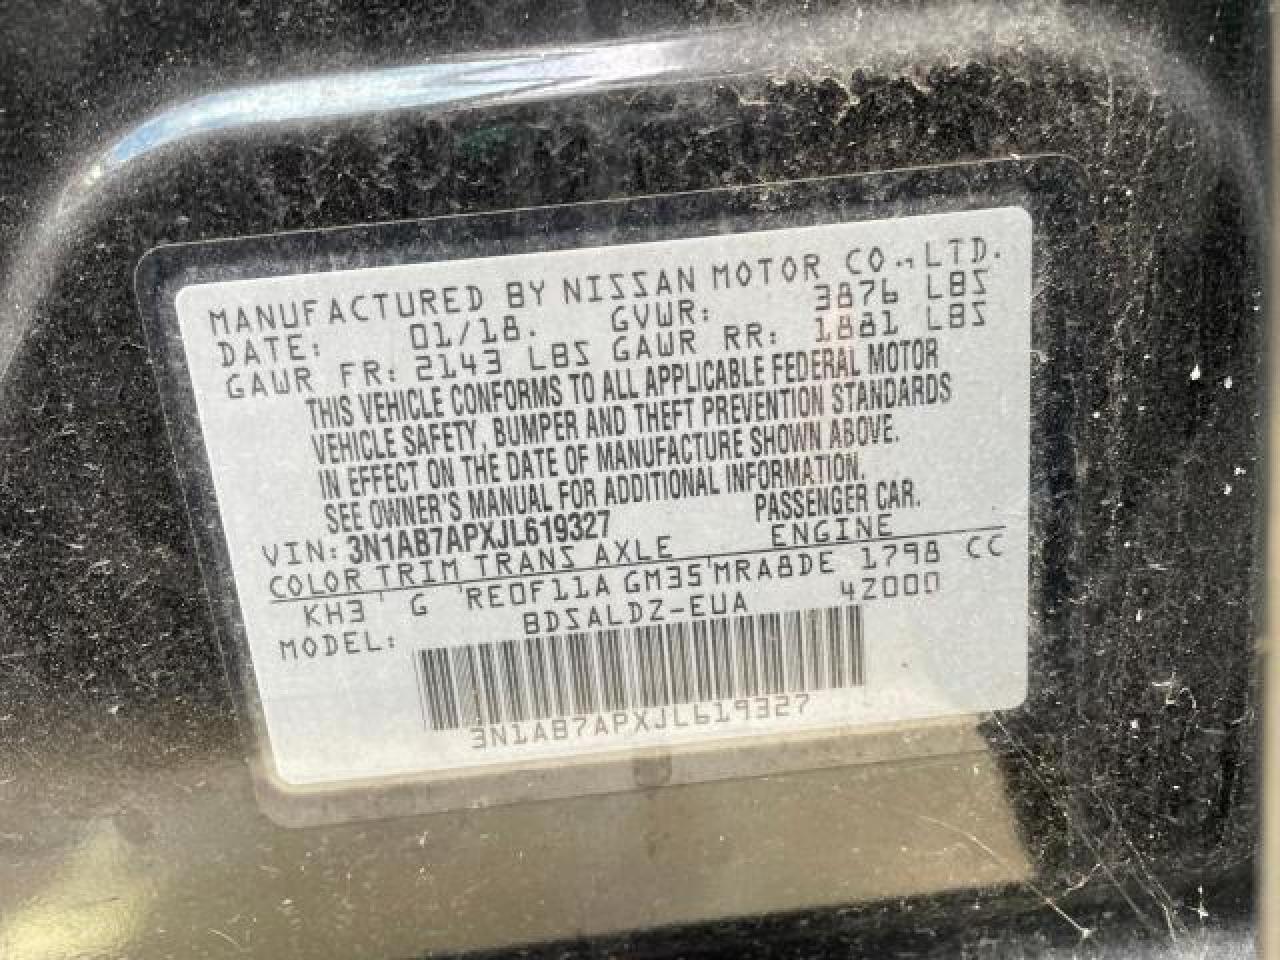 MANUFACTURED BY NISSAN MOTOR CO., LTD.
DATE: 01/18. GVWR: 3876 LBS
GAWR FR: 2143 LBS GAWR RR: 1881 LBS
THIS VEHICLE CONFORMS TO ALL APPLICABLE FEDERAL MOTOR
VEHICLE SAFETY, BUMPER AND THEFT PREVENTION STANDARDS
IN EFFECT ON THE DATE OF MANUFACTURE SHOWN ABOVE.
SEE OWNER'S MANUAL FOR ADDITIONAL INFORMATION.
VIN: 3N1AB7APXJL619327 PASSENGER CAR.
COLOR TRIM TRANS AXLE ENGINE
KH3 G RE0F11A GM35 MRA8DE 1798 CC
MODEL: BDSALDZ-EUA 42000
3N1AB7APXJL619327